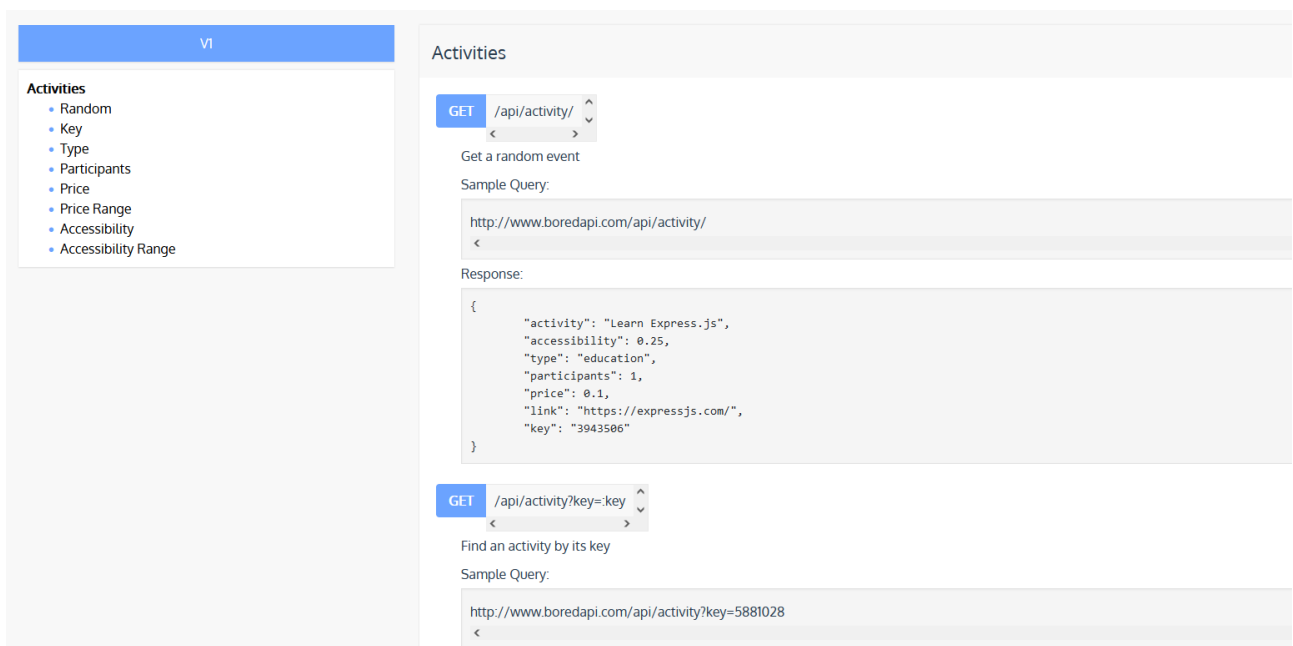 V1
Activities
Random
Key
Type
Participants
Price
Price Range
Accessibility
Accessibility Range
Activities
GET /api/activity/
Get a random event
Sample Query:
http://www.boredapi.com/api/activity/
Response:
{
"activity": "Learn Express.js",
"accessibility": 0.25,
"type": "education",
"participants": 1,
"price": 0.1,
"link": "https://expressjs.com/",
"key": "3943506"
}
GET /api/activity?key=:key
Find an activity by its key
Sample Query:
http://www.boredapi.com/api/activity?key=5881028